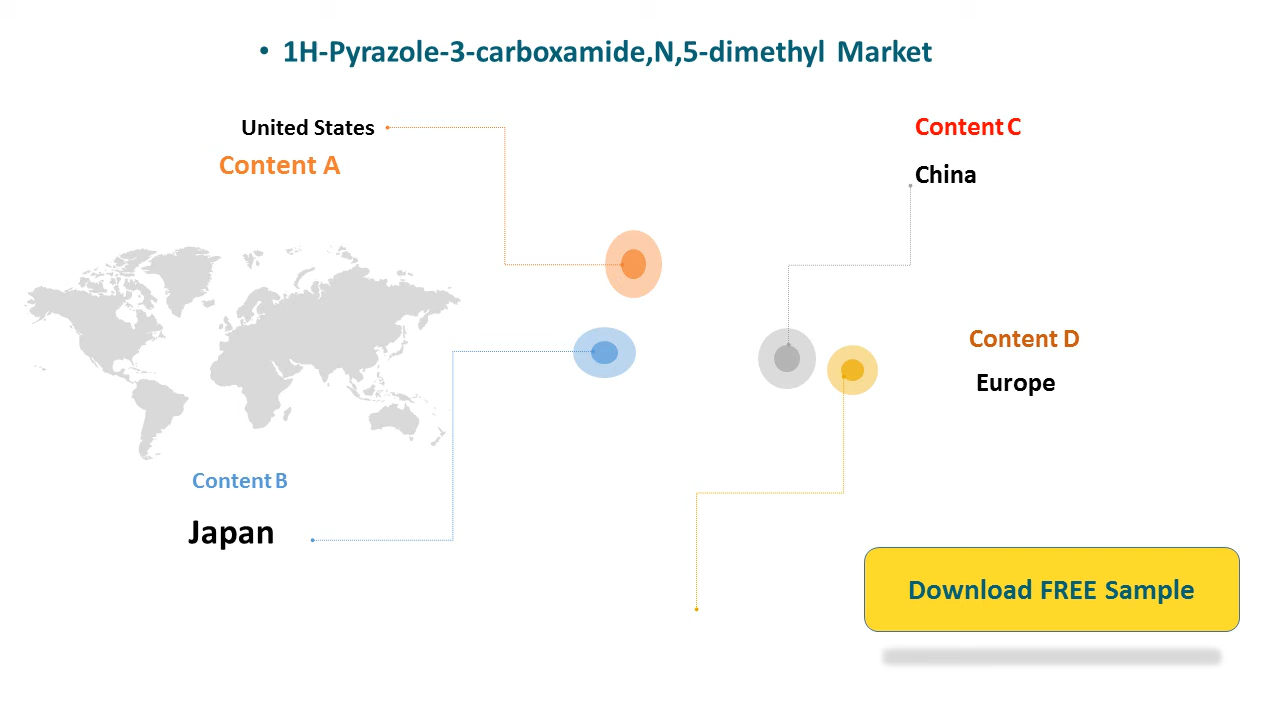 • 1H-Pyrazole-3-carboxamide,N,5-dimethyl Market
United States
Content A
Content C
China
Content D
Europe
Content B
Japan
Download FREE Sample